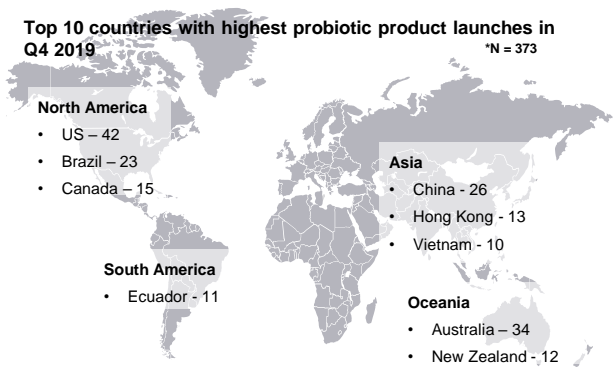 Top 10 countries with highest probiotic product launches in
Q4 2019
*N = 373
North America
• US – 42
• Brazil – 23
• Canada – 15
Asia
• China - 26
• Hong Kong - 13
• Vietnam - 10
South America
• Ecuador - 11
Oceania
• Australia – 34
• New Zealand - 12